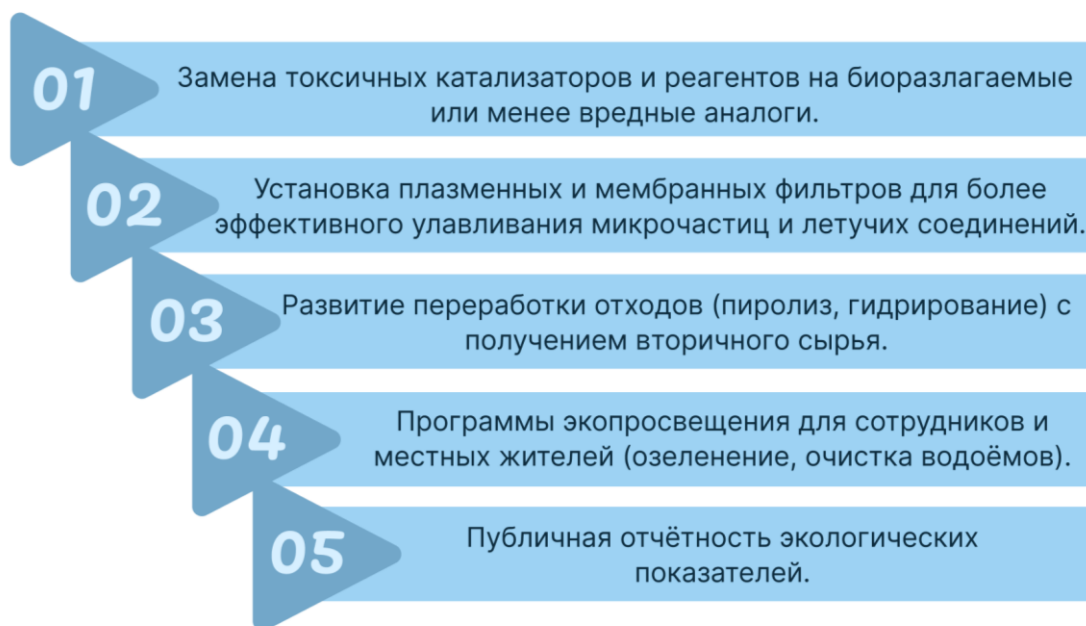 01
Замена токсичных катализаторов и реагентов на биоразлагаемые
или менее вредные аналоги.
02
Установка плазменных и мембранных фильтров для более
эффективного улавливания микрочастиц и летучих соединений.
03
Развитие переработки отходов (пиролиз, гидрирование) с
получением вторичного сырья.
04
Программы экопросвещения для сотрудников и
местных жителей (озеленение, очистка водоёмов).
05
Публичная отчётность экологических
показателей.